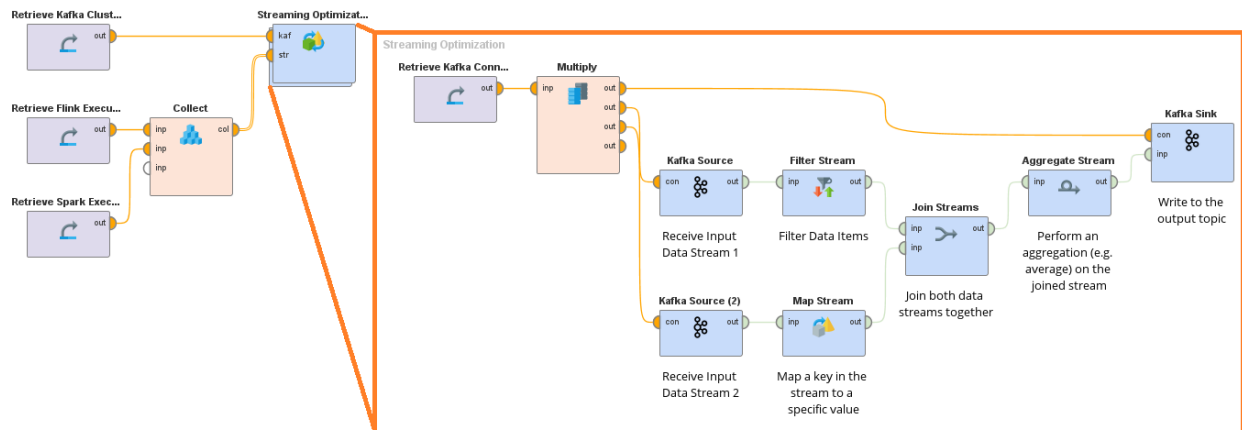 Retrieve Kafka Clust...
out
Streaming Optimizat...
kaf
str
Retrieve Flink Execu...
out
Collect
inp
col
inp
inp
Retrieve Spark Exec...
out
Streaming Optimization
Retrieve Kafka Conn...
out
Multiply
inp
out
out
out
out
Kafka Source
con
out
Receive Input
Data Stream 1
Filter Stream
inp
out
Filter Data Items
Kafka Source (2)
con
out
Receive Input
Data Stream 2
Map Stream
inp
out
Map a key in the
stream to a
specific value
Join Streams
inp
out
inp
Join both data
streams together
Aggregate Stream
inp
out
Perform an
aggregation (e.g.
average) on the
joined stream
Kafka Sink
con
inp
Write to the
output topic